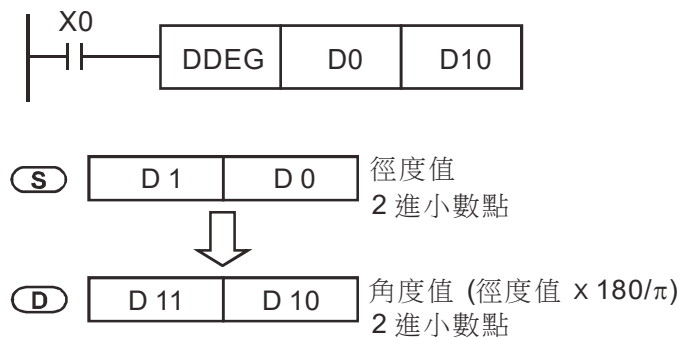 X0
DDEG D0 D10
S D 1 D 0 徑度值
2 進小數點
D D 11 D 10 角度值 (徑度值 x 180/π)
2 進小數點